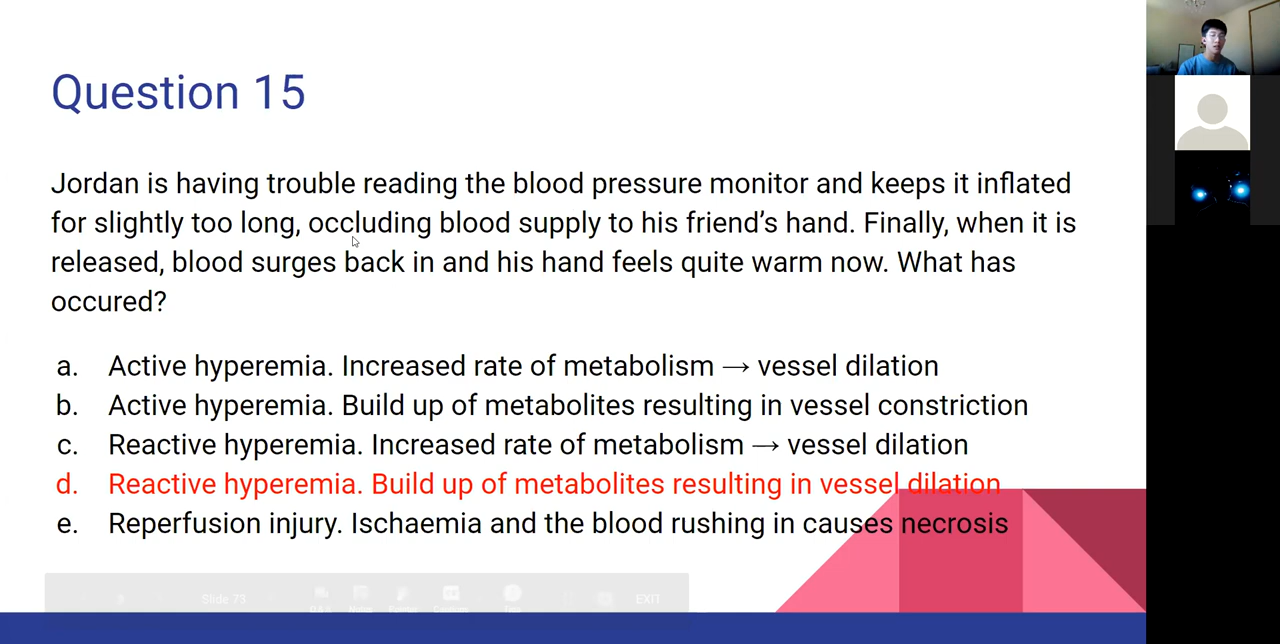 Question 15
Jordan is having trouble reading the blood pressure monitor and keeps it inflated
for slightly too long, occluding blood supply to his friend’s hand. Finally, when it is
released, blood surges back in and his hand feels quite warm now. What has
occured?
a. Active hyperemia. Increased rate of metabolism → vessel dilation
b. Active hyperemia. Build up of metabolites resulting in vessel constriction
c. Reactive hyperemia. Increased rate of metabolism → vessel dilation
d. Reactive hyperemia. Build up of metabolites resulting in vessel dilation
e. Reperfusion injury. Ischaemia and the blood rushing in causes necrosis
Slide 73 EXIT